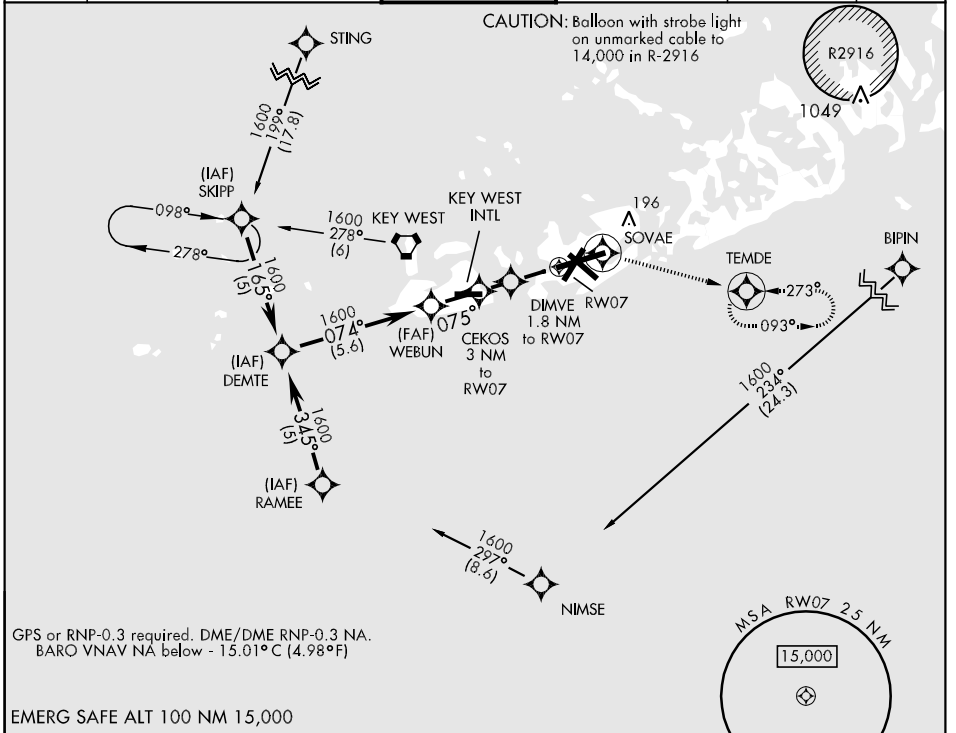 CAUTION: Balloon with strobe light
on unmarked cable to
14,000 in R-2916
R2916
1049
STING
1600
199°
(17.8)
(IAF)
SKIPP
098°
278°
1600
278°
(6)
KEY WEST
KEY WEST
INTL
196
SOVAE
TEMDE
BIPIN
273°
093°
1600
165°
(5)
1600
074°
(5.6)
(FAF)
WEBUN
075°
CEKOS
3 NM
to
RW07
DIMVE
1.8 NM
to RW07
RW07
(IAF)
DEMTE
1600
345°
(5)
(IAF)
RAMEE
1600
234°
(24.3)
1600
297°
(8.6)
NIMSE
GPS or RNP-0.3 required. DME/DME RNP-0.3 NA.
BARO VNAV NA below - 15.01°C (4.98°F)
EMERG SAFE ALT 100 NM 15,000
MSA RW07 25 NM
15,000